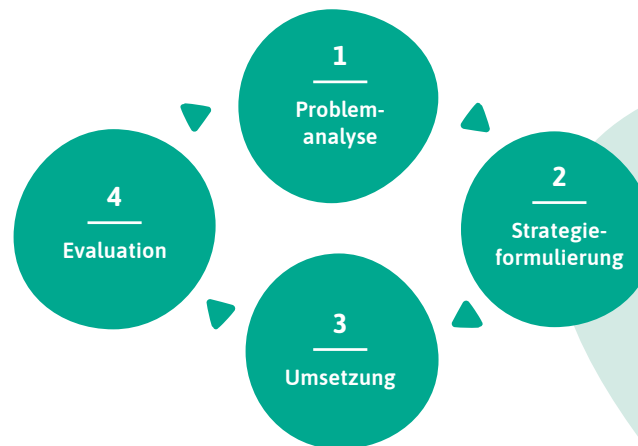 1
Problem-
analyse
2
Strategie-
formulierung
3
Umsetzung
4
Evaluation